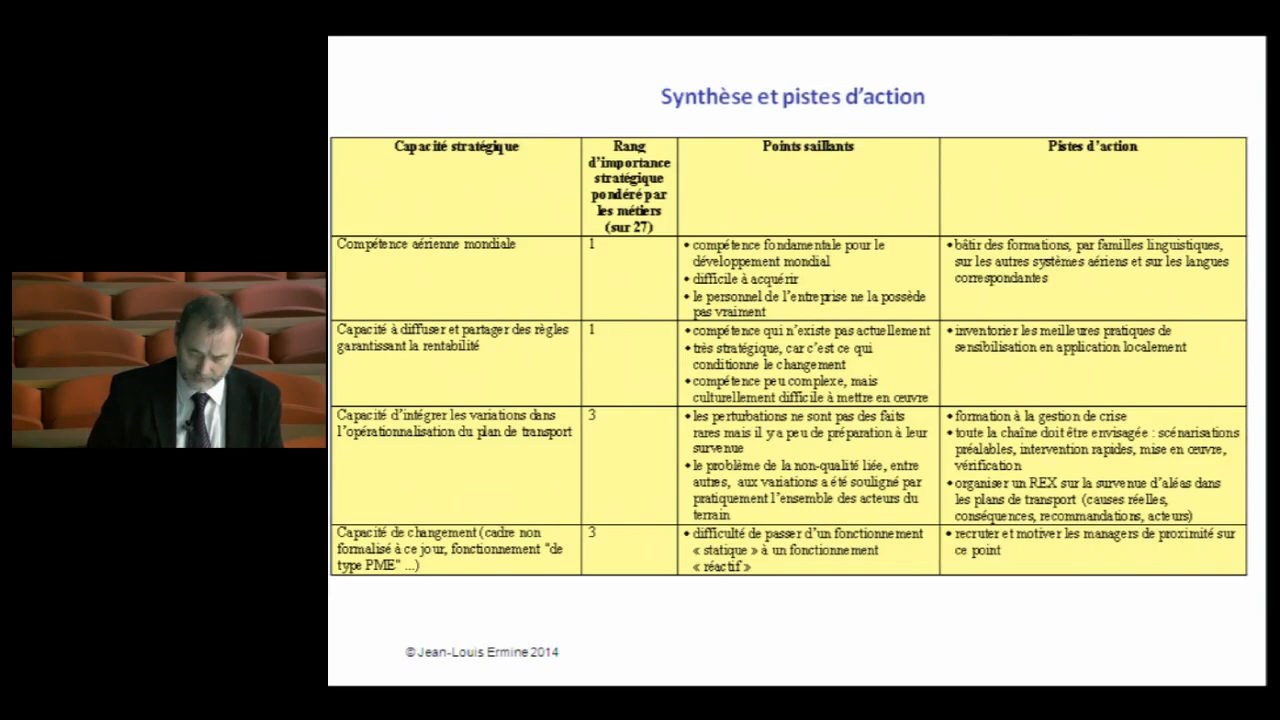 Synthèse et pistes d'action
Capacité stratégique
Rang
d'importance
stratégique
pondéré par
les métiers
(sur 27)
Points saillants
Pistes d'action
Compétence aérienne mondiale
1
• compétence fondamentale pour le
développement mondial
• difficile à acquérir
• le personnel de l'entreprise ne la possède
pas vraiment
• bâtir des formations, par familles linguistiques,
sur les autres systèmes aériens et sur les langues
correspondantes
Capacité à diffuser et partager des règles
garantissant la rentabilité
1
• compétence qui n'existe pas actuellement
• très stratégique, car c'est ce qui
conditionne le changement
• compétence peu complexe, mais
culturellement difficile à mettre en œuvre
• inventorier les meilleures pratiques de
sensibilisation en application localement
Capacité d'intégrer les variations dans
l'opérationnalisation du plan de transport
3
• les perturbations ne sont pas des faits
rares mais il y a peu de préparation à leur
survenue
• le problème de la non-qualité liée, entre
autres, aux variations a été souligné par
pratiquement l'ensemble des acteurs du
terrain
• formation à la gestion de crise
• toute la chaîne doit être envisagée : scénarisations
préalables, intervention rapides, mise en œuvre,
vérification
• organiser un REX sur la survenue d'aléas dans
les plans de transport (causes réelles,
conséquences, recommandations, acteurs)
Capacité de changement (cadre non
formalisé à ce jour, fonctionnement "de
type PME" ...)
3
• difficulté de passer d'un fonctionnement
« statique » à un fonctionnement
« réactif »
• recruter et motiver les managers de proximité sur
ce point
© Jean-Louis Ermine 2014